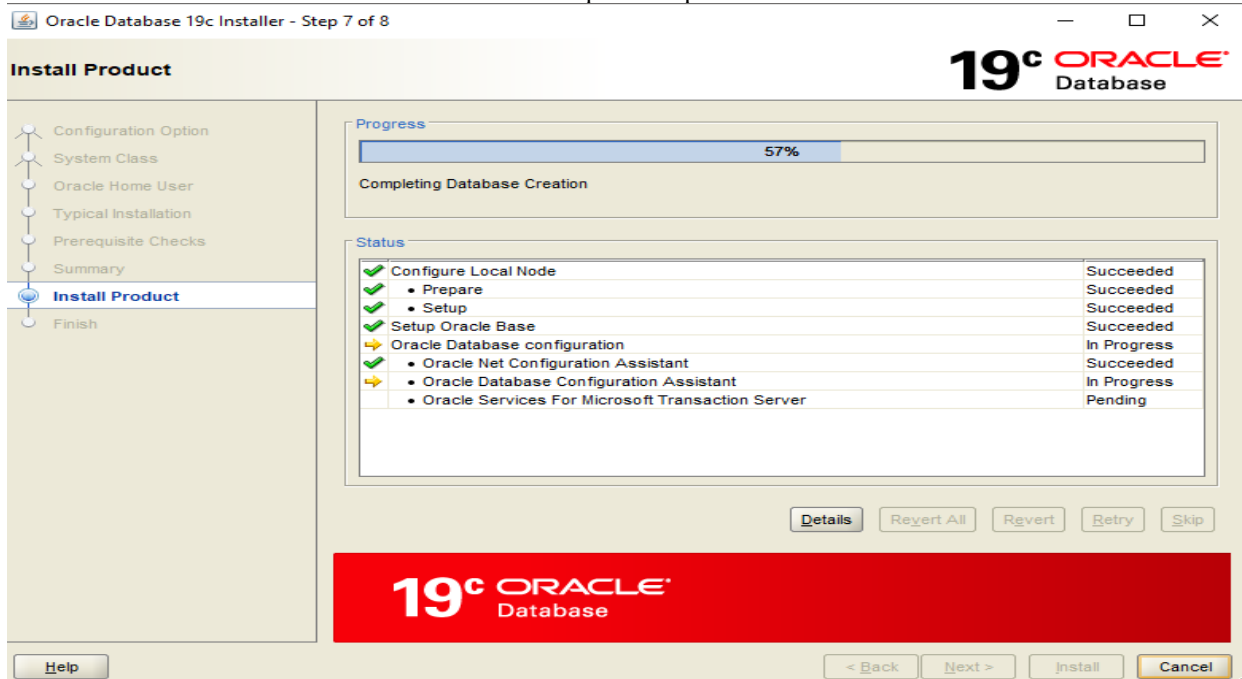 Oracle Database 19c Installer - Step 7 of 8
Install Product
19c ORACLE
Database
Configuration Option
System Class
Oracle Home User
Typical Installation
Prerequisite Checks
Summary
Install Product
Finish
Progress
57%
Completing Database Creation
Status
Configure Local Node Succeeded
• Prepare Succeeded
• Setup Succeeded
Setup Oracle Base Succeeded
Oracle Database configuration In Progress
• Oracle Net Configuration Assistant Succeeded
• Oracle Database Configuration Assistant In Progress
• Oracle Services For Microsoft Transaction Server Pending
Details Revert All Revert Retry Skip
19c ORACLE
Database
Help < Back Next > Install Cancel